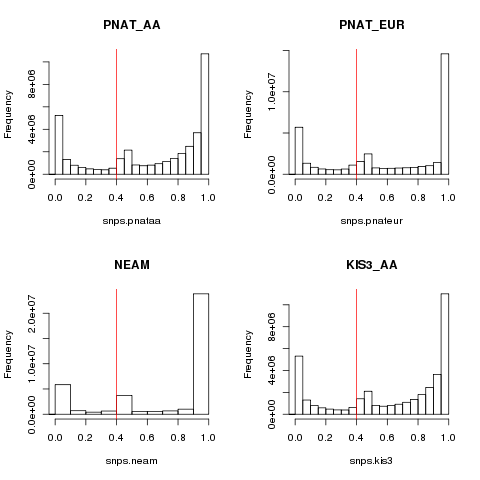 PNAT_AA
Frequency
0e+00 4e+06 8e+06
0.0 0.2 0.4 0.6 0.8 1.0
snps.pnataa
PNAT_EUR
Frequency
0.0e+00 1.0e+07
0.0 0.2 0.4 0.6 0.8 1.0
snps.pnateur
NEAM
Frequency
0.0e+00 1.0e+07 2.0e+07
0.0 0.2 0.4 0.6 0.8 1.0
snps.neam
KIS3_AA
Frequency
0e+00 4e+06 8e+06
0.0 0.2 0.4 0.6 0.8 1.0
snps.kis3